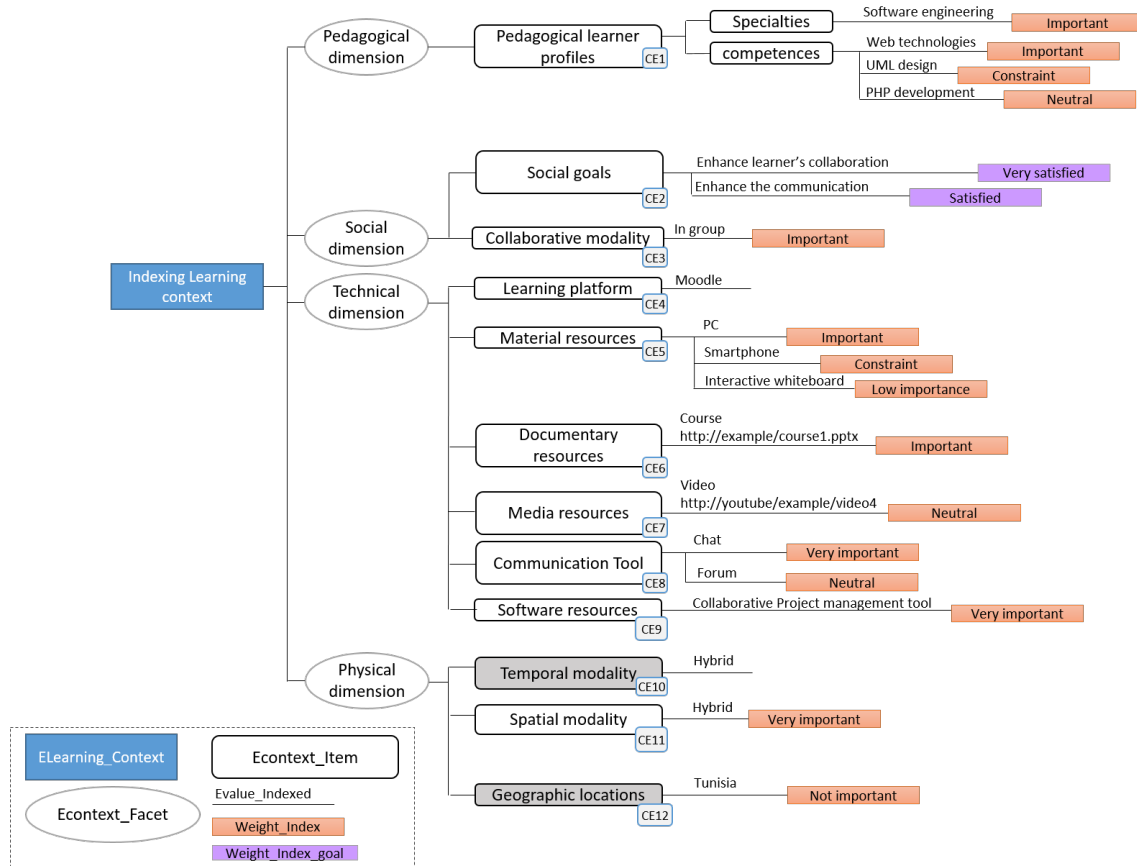 Pedagogical
dimension
Pedagogical learner
profiles
CE1
Specialties
Software engineering
Important
competences
Web technologies
Important
UML design
Constraint
PHP development
Neutral
Social
dimension
Social goals
CE2
Enhance learner's collaboration
Very satisfied
Enhance the communication
Satisfied
Collaborative modality
CE3
In group
Important
Indexing Learning
context
Technical
dimension
Learning platform
CE4
Moodle
Material resources
CE5
PC
Important
Smartphone
Constraint
Interactive whiteboard
Low importance
Documentary
resources
CE6
Course
http://example/course1.pptx
Important
Media resources
CE7
Video
http://youtube/example/video4
Neutral
Communication Tool
CE8
Chat
Very important
Forum
Neutral
Software resources
CE9
Collaborative Project management tool
Very important
Physical
dimension
Temporal modality
CE10
Hybrid
Spatial modality
CE11
Hybrid
Very important
Geographic locations
CE12
Tunisia
Not important
ELearning_Context
Econtext_Item
Econtext_Facet
Evalue_Indexed
Weight_Index
Weight_Index_goal